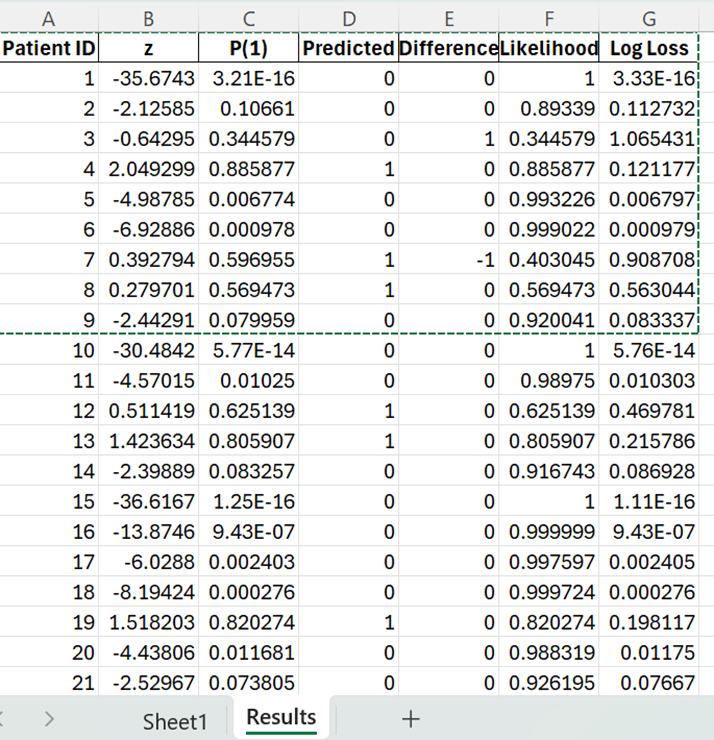 A B C D E F G
Patient ID z P(1) Predicted Difference Likelihood Log Loss
1 -35.6743 3.21E-16 0 0 1 3.33E-16
2 -2.12585 0.10661 0 0 0.89339 0.112732
3 -0.64295 0.344579 0 1 0.344579 1.065431
4 2.049299 0.885877 1 0 0.885877 0.121177
5 -4.98785 0.006774 0 0 0.993226 0.006797
6 -6.92886 0.000978 0 0 0.999022 0.000979
7 0.392794 0.596955 1 -1 0.403045 0.908708
8 0.279701 0.569473 1 0 0.569473 0.563044
9 -2.44291 0.079959 0 0 0.920041 0.083337
10 -30.4842 5.77E-14 0 0 1 5.76E-14
11 -4.57015 0.01025 0 0 0.98975 0.010303
12 0.511419 0.625139 1 0 0.625139 0.469781
13 1.423634 0.805907 1 0 0.805907 0.215786
14 -2.39889 0.083257 0 0 0.916743 0.086928
15 -36.6167 1.25E-16 0 0 1 1.11E-16
16 -13.8746 9.43E-07 0 0 0.999999 9.43E-07
17 -6.0288 0.002403 0 0 0.997597 0.002405
18 -8.19424 0.000276 0 0 0.999724 0.000276
19 1.518203 0.820274 1 0 0.820274 0.198117
20 -4.43806 0.011681 0 0 0.988319 0.01175
21 -2.52967 0.073805 0 0 0.926195 0.07667
Sheet1 Results +